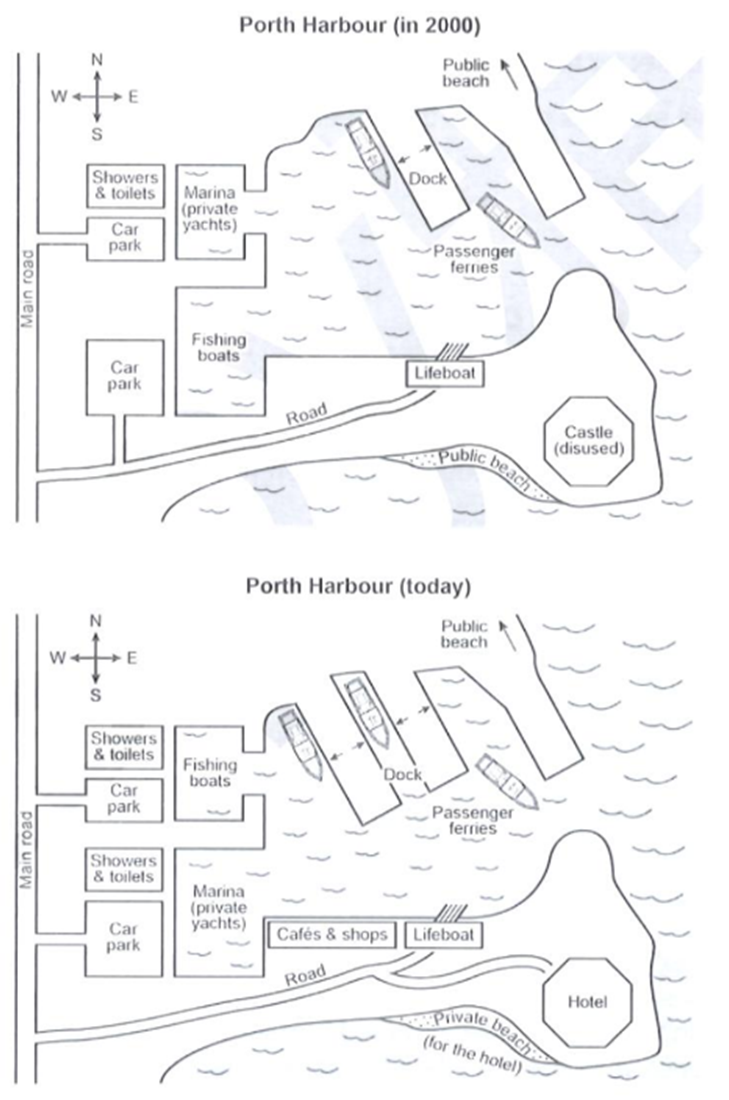 Porth Harbour (in 2000)
N
W E
S
Public
beach
Showers
& toilets
Marina
(private
yachts)
Dock
Car
park
Passenger
ferries
Main road
Fishing
boats
Car
park
Lifeboat
Road
Castle
(disused)
Public beach
Porth Harbour (today)
N
W E
S
Public
beach
Showers
& toilets
Fishing
boats
Car
park
Dock
Passenger
ferries
Main road
Showers
& toilets
Marina
(private
yachts)
Car
park
Cafés & shops
Lifeboat
Road
Hotel
Private beach
(for the hotel)